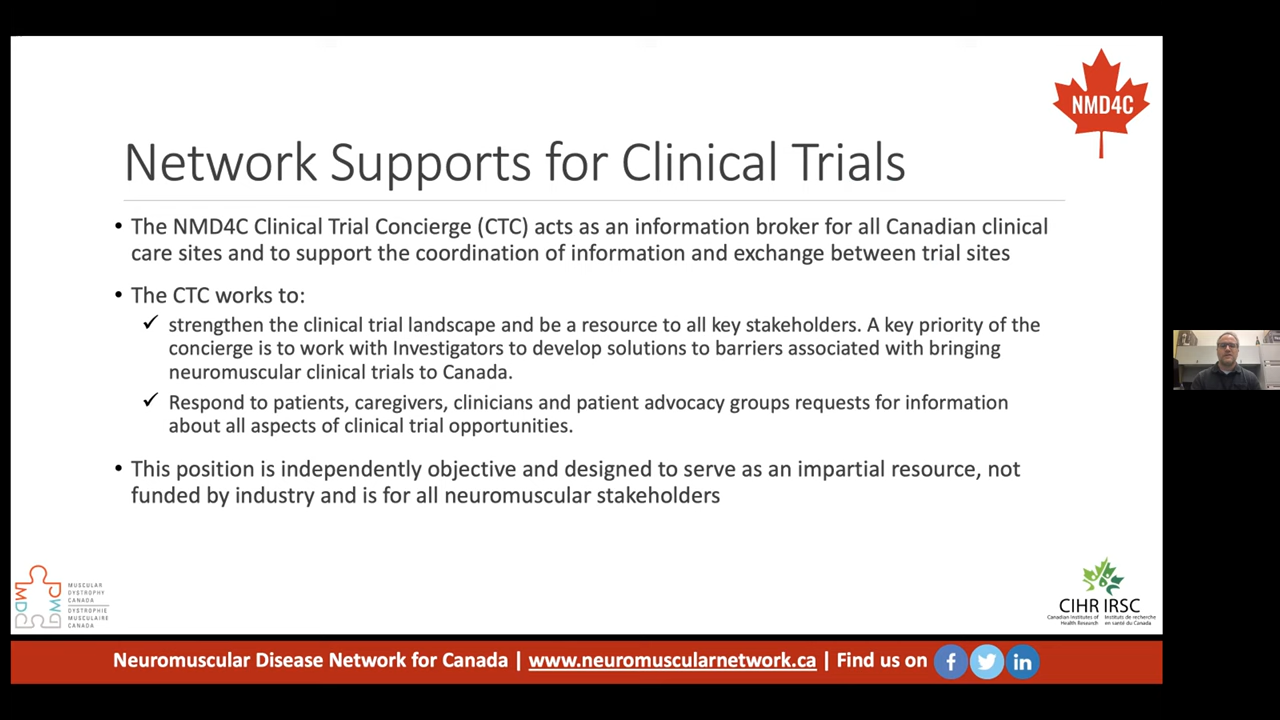 NMD4C
Network Supports for Clinical Trials
• The NMD4C Clinical Trial Concierge (CTC) acts as an information broker for all Canadian clinical
care sites and to support the coordination of information and exchange between trial sites
• The CTC works to:
✓ strengthen the clinical trial landscape and be a resource to all key stakeholders. A key priority of the
concierge is to work with Investigators to develop solutions to barriers associated with bringing
neuromuscular clinical trials to Canada.
✓ Respond to patients, caregivers, clinicians and patient advocacy groups requests for information
about all aspects of clinical trial opportunities.
• This position is independently objective and designed to serve as an impartial resource, not
funded by industry and is for all neuromuscular stakeholders
MUSCULAR
DYSTROPHY
CANADA
DYSTROPHIE
MUSCULAIRE
CANADA
CIHR IRSC
Canadian Institutes of Instituts de recherche
Health Research en santé du Canada
Neuromuscular Disease Network for Canada | www.neuromuscularnetwork.ca | Find us on